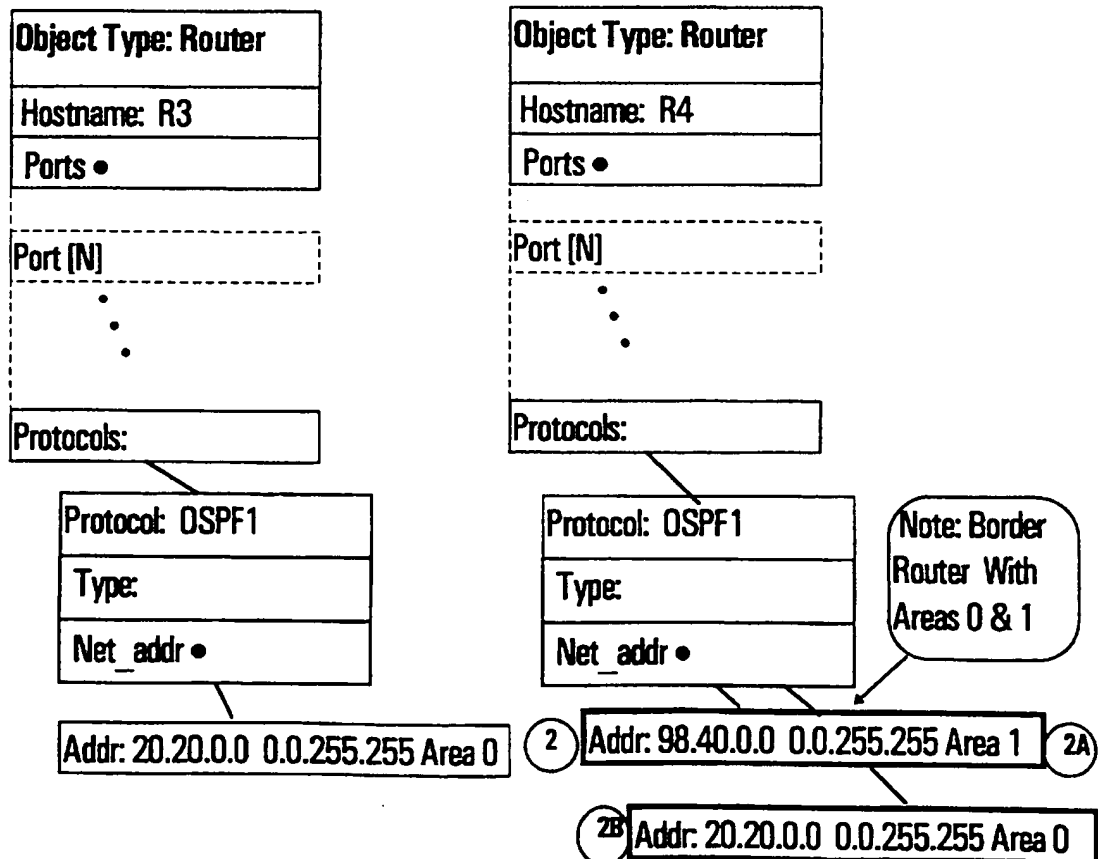 Object Type: Router
Hostname: R3
Ports
Port [N]
Protocols:
Protocol: OSPF1
Type:
Net_addr
Addr: 20.20.0.0 0.0.255.255 Area 0
Object Type: Router
Hostname: R4
Ports
Port [N]
Protocols:
Protocol: OSPF1
Type:
Net_addr
Note: Border
Router With
Areas 0 & 1
2
Addr: 98.40.0.0 0.0.255.255 Area 1
2A
2B
Addr: 20.20.0.0 0.0.255.255 Area 0